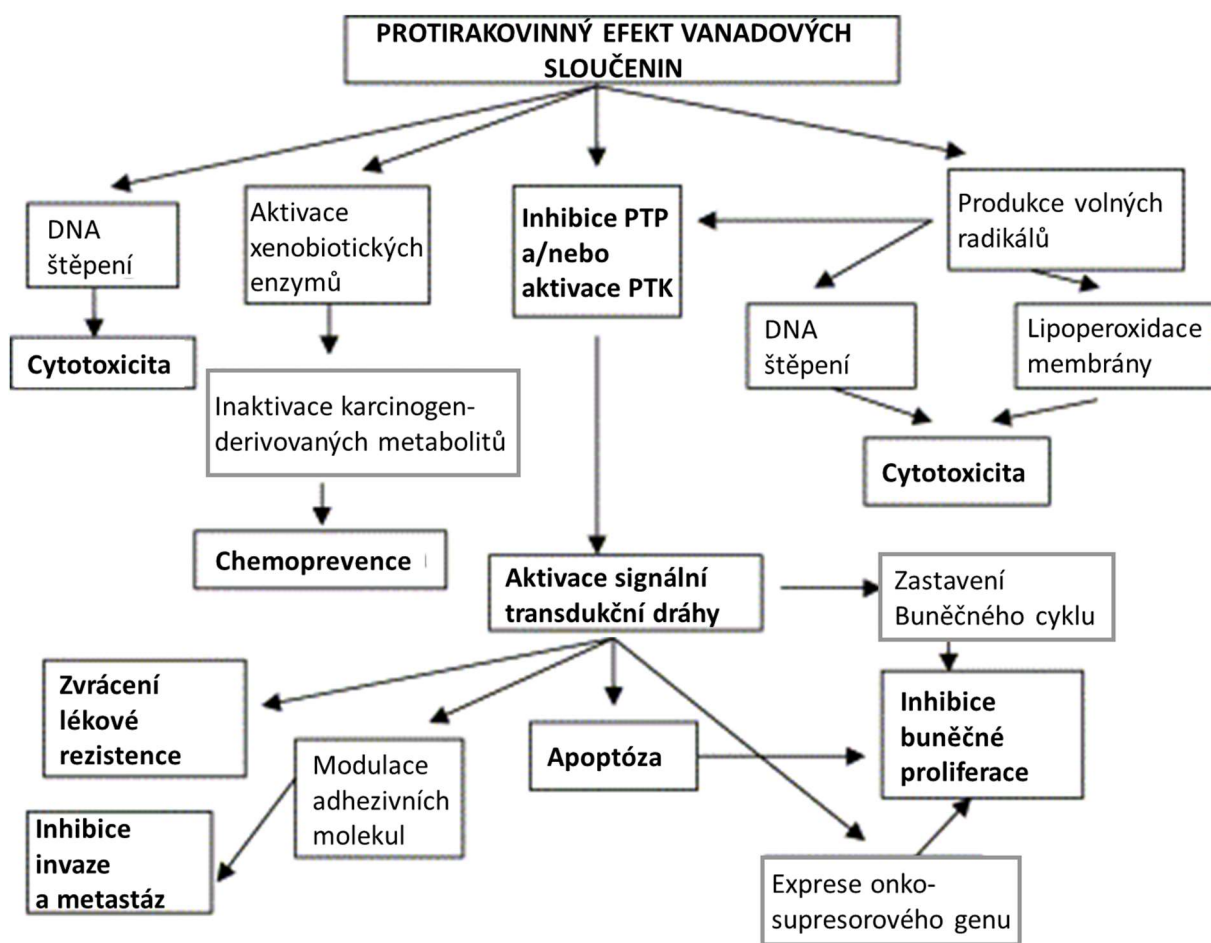 PROTIRAKOVINNÝ EFEKT VANADOVÝCH
SLOUČENIN
DNA
štěpení
Aktivace
xenobiotických
enzymů
Inhibice PTP
a/nebo
aktivace PTK
Produkce volných
radikálů
Cytotoxicita
DNA
štěpení
Lipoperoxidace
membrány
Inaktivace karcinogen-
derivovaných metabolitů
Cytotoxicita
Chemoprevence
Aktivace signální
transdukční dráhy
Zastavení
Buněčného cyklu
Zvrácení
lékové
rezistence
Modulace
adhezivních
molekul
Apoptóza
Inhibice
buněčné
proliferace
Inhibice
invaze
a metastáz
Exprese onko-
supresorového genu